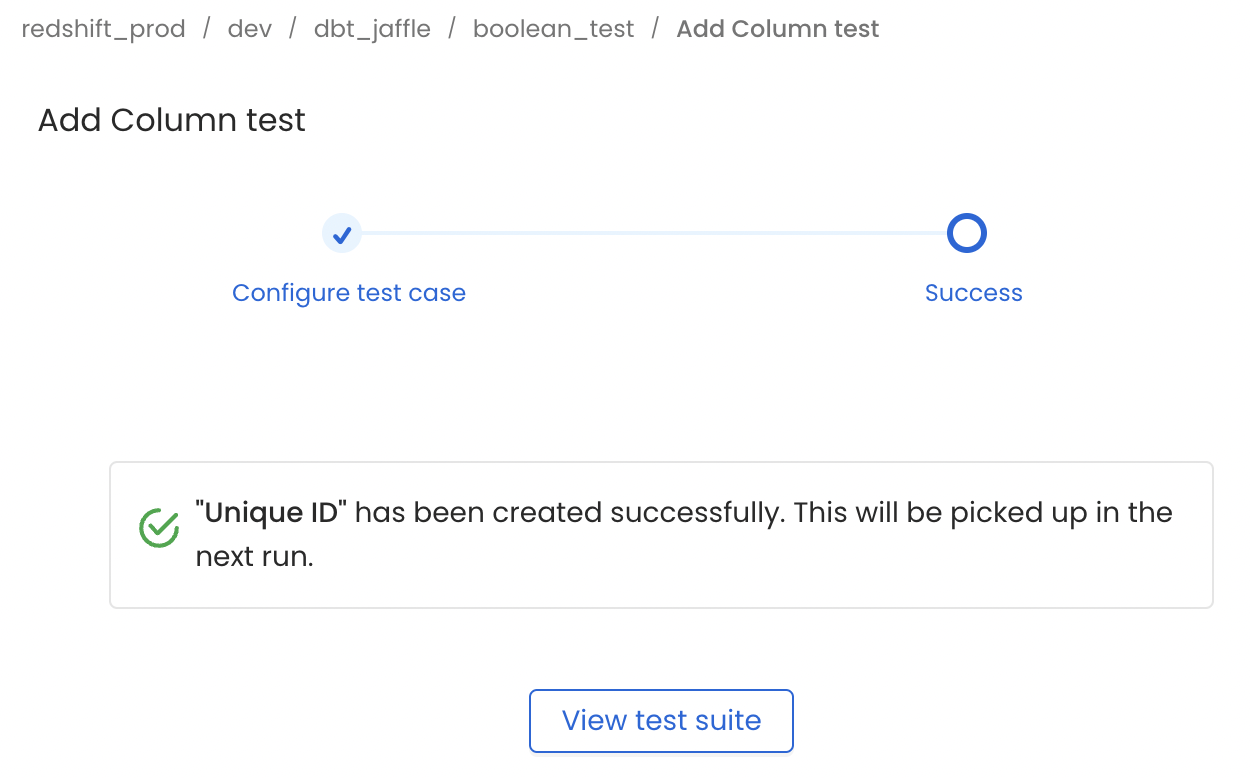 redshift_prod / dev / dbt_jaffle / boolean_test / Add Column test
Add Column test
Configure test case
Success
"Unique ID" has been created successfully. This will be picked up in the
next run.
View test suite